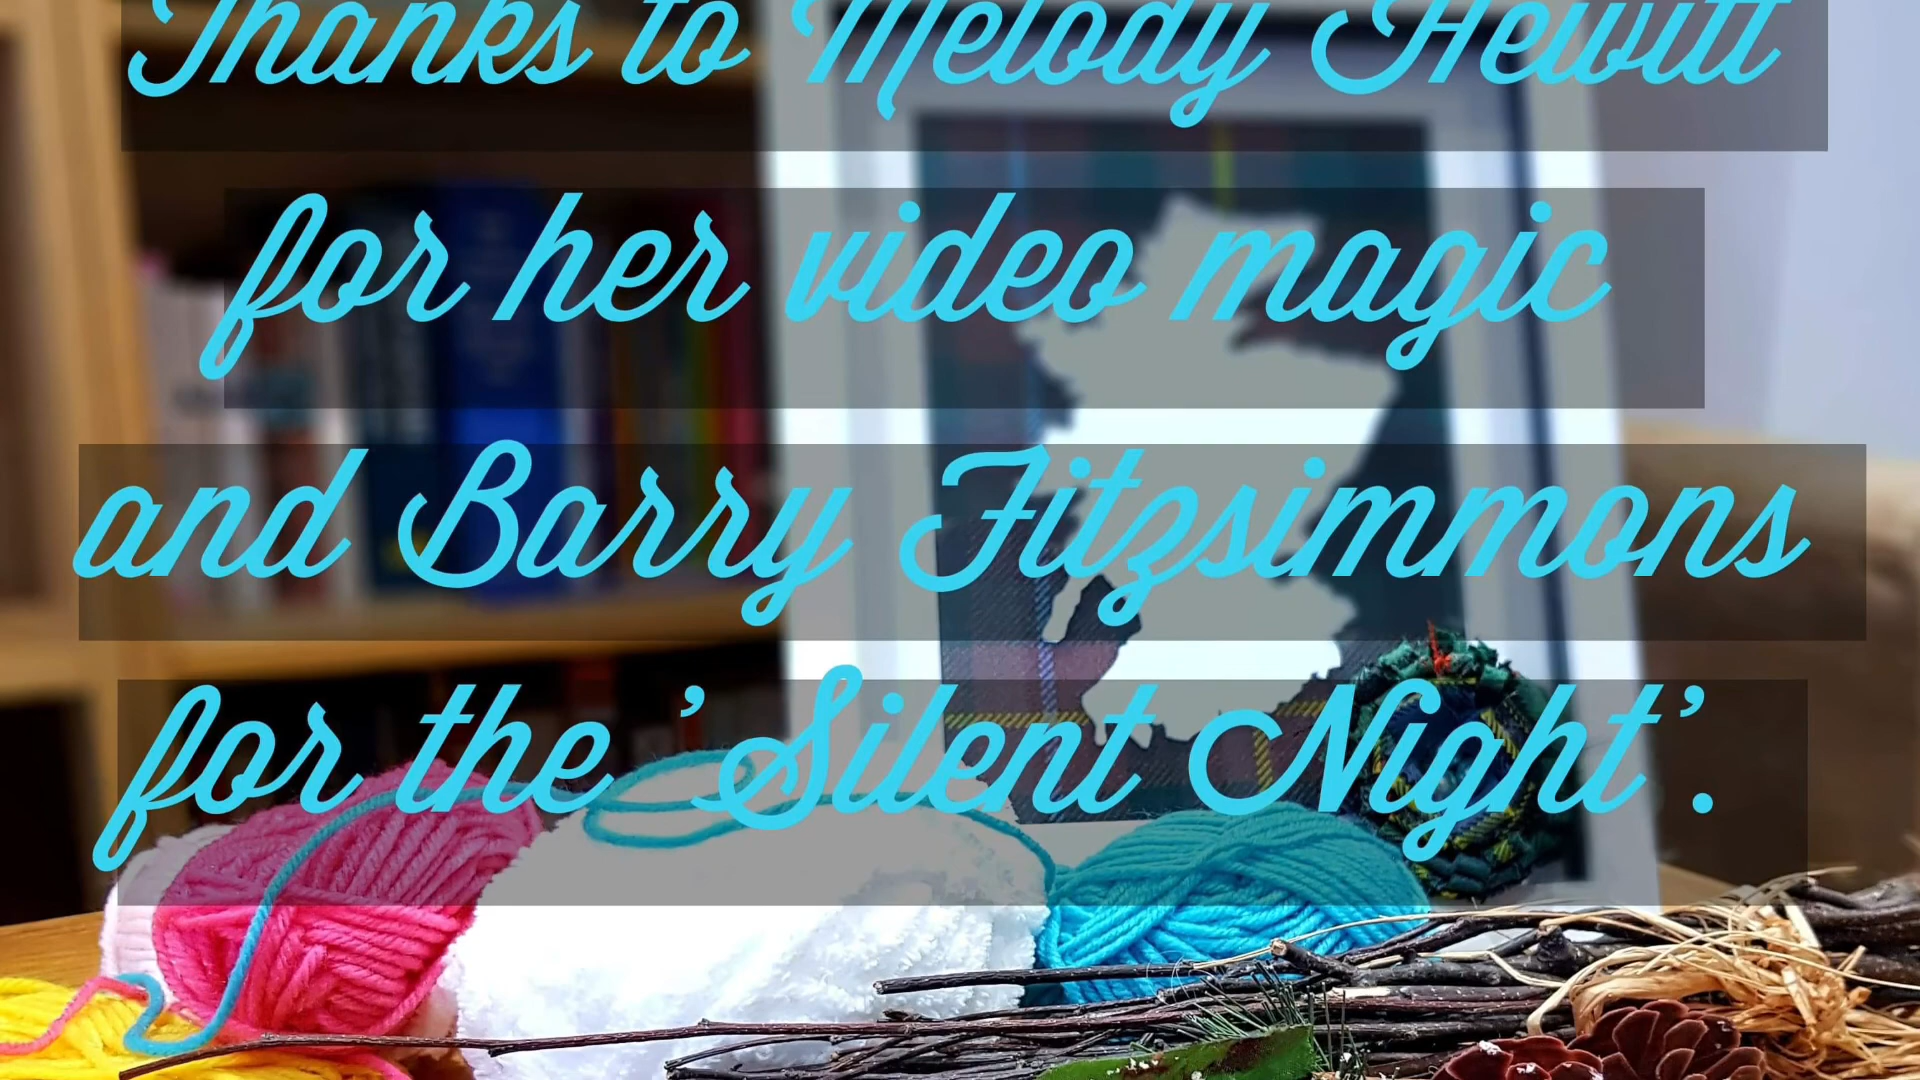 Thanks to Melody Hewitt
for her video magic
and Barry Fitzsimmons
for the 'Silent Night'.